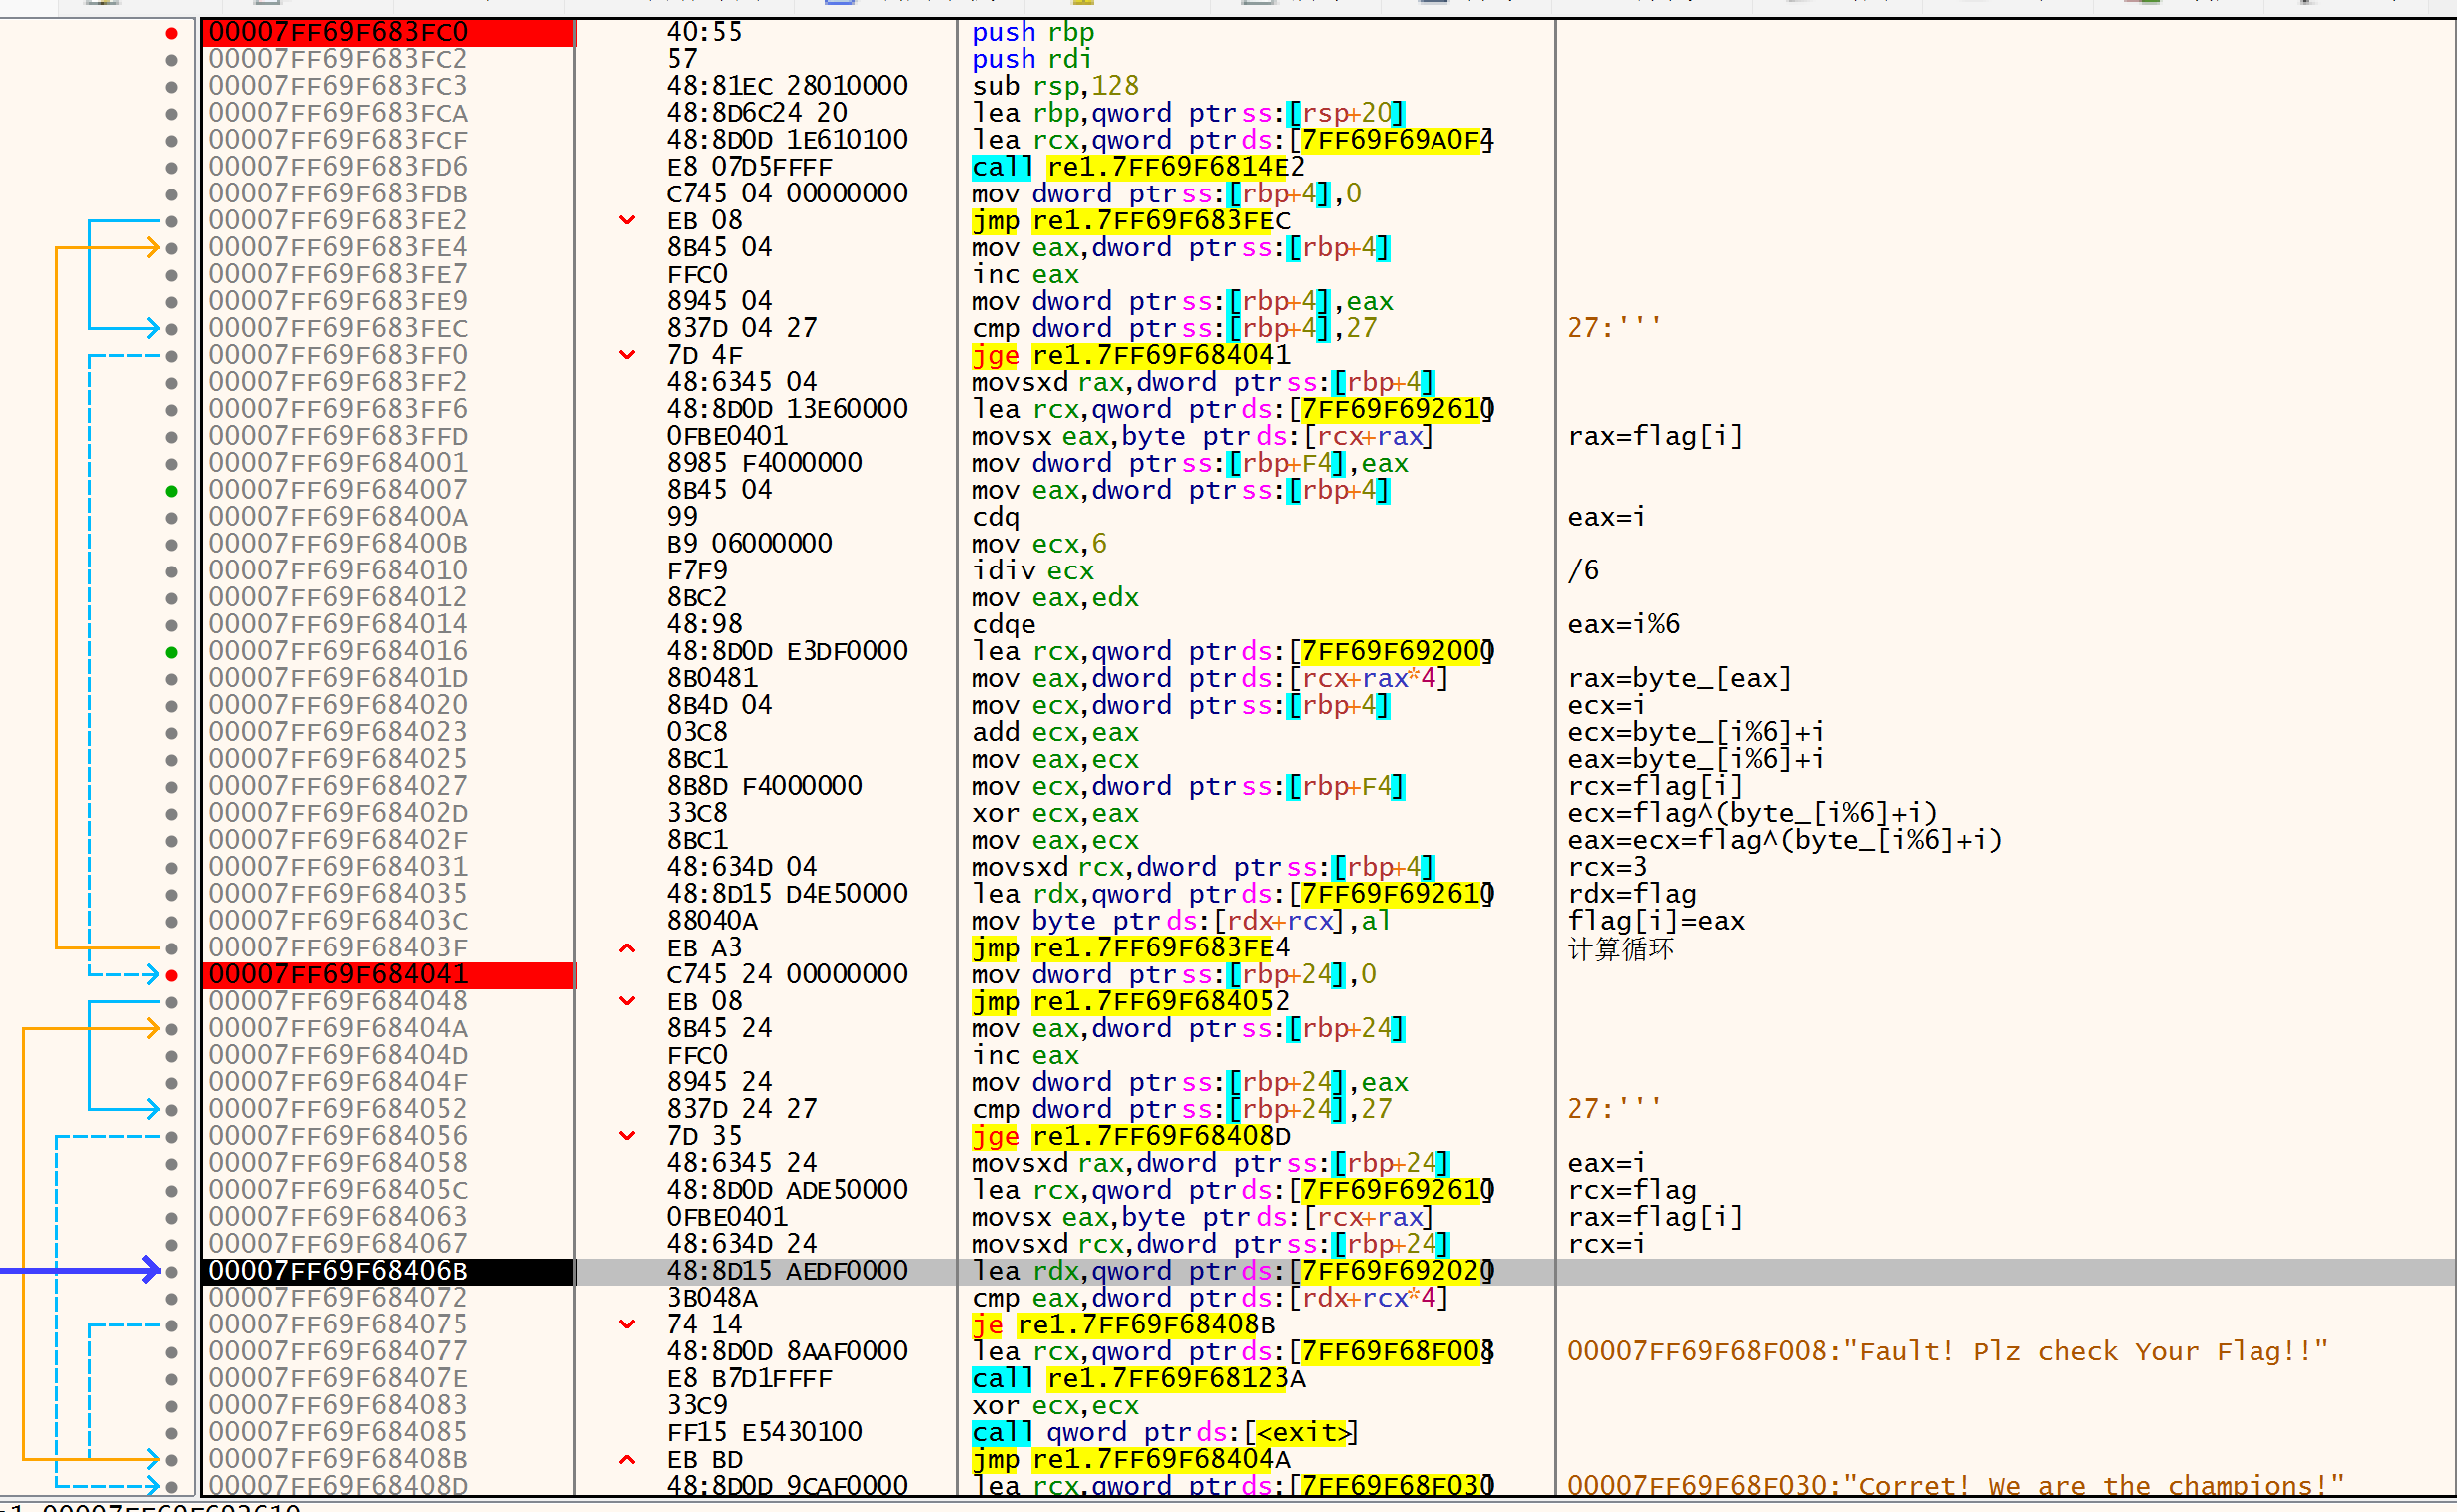 00007FF69F683FC0 40:55 push rbp
00007FF69F683FC2 57 push rdi
00007FF69F683FC3 48:81EC 28010000 sub rsp,128
00007FF69F683FCA 48:8D6C24 20 lea rbp,qword ptr ss:[rsp+20]
00007FF69F683FCF 48:8D0D 1E610100 lea rcx,qword ptr ds:[7FF69F69A0F4]
00007FF69F683FD6 E8 07D5FFFF call re1.7FF69F6814E2
00007FF69F683FDB C745 04 00000000 mov dword ptr ss:[rbp+4],0
00007FF69F683FE2 EB 08 jmp re1.7FF69F683FEC
00007FF69F683FE4 8B45 04 mov eax,dword ptr ss:[rbp+4]
00007FF69F683FE7 FFC0 inc eax
00007FF69F683FE9 8945 04 mov dword ptr ss:[rbp+4],eax
00007FF69F683FEC 837D 04 27 cmp dword ptr ss:[rbp+4],27 27:'''
00007FF69F683FF0 7D 4F jge re1.7FF69F684041
00007FF69F683FF2 48:6345 04 movsxd rax,dword ptr ss:[rbp+4]
00007FF69F683FF6 48:8D0D 13E60000 lea rcx,qword ptr ds:[7FF69F692610]
00007FF69F683FFD 0FBE0401 movsx eax,byte ptr ds:[rcx+rax] rax=flag[i]
00007FF69F684001 8985 F4000000 mov dword ptr ss:[rbp+F4],eax
00007FF69F684007 8B45 04 mov eax,dword ptr ss:[rbp+4]
00007FF69F68400A 99 cdq eax=i
00007FF69F68400B B9 06000000 mov ecx,6
00007FF69F684010 F7F9 idiv ecx /6
00007FF69F684012 8BC2 mov eax,edx
00007FF69F684014 48:98 cdqe eax=i%6
00007FF69F684016 48:8D0D E3DF0000 lea rcx,qword ptr ds:[7FF69F692000]
00007FF69F68401D 8B0481 mov eax,dword ptr ds:[rcx+rax*4] rax=byte_[eax]
00007FF69F684020 8B4D 04 mov ecx,dword ptr ss:[rbp+4] ecx=i
00007FF69F684023 03C8 add ecx,eax ecx=byte_[i%6]+i
00007FF69F684025 8BC1 mov eax,ecx eax=byte_[i%6]+i
00007FF69F684027 8B8D F4000000 mov ecx,dword ptr ss:[rbp+F4] rcx=flag[i]
00007FF69F68402D 33C8 xor ecx,eax ecx=flag^(byte_[i%6]+i)
00007FF69F68402F 8BC1 mov eax,ecx eax=ecx=flag^(byte_[i%6]+i)
00007FF69F684031 48:634D 04 movsxd rcx,dword ptr ss:[rbp+4] rcx=3
00007FF69F684035 48:8D15 D4E50000 lea rdx,qword ptr ds:[7FF69F692610] rdx=flag
00007FF69F68403C 88040A mov byte ptr ds:[rdx+rcx],al flag[i]=eax
00007FF69F68403F EB A3 jmp re1.7FF69F683FE4 计算循环
00007FF69F684041 C745 24 00000000 mov dword ptr ss:[rbp+24],0
00007FF69F684048 EB 08 jmp re1.7FF69F684052
00007FF69F68404A 8B45 24 mov eax,dword ptr ss:[rbp+24]
00007FF69F68404D FFC0 inc eax
00007FF69F68404F 8945 24 mov dword ptr ss:[rbp+24],eax
00007FF69F684052 837D 24 27 cmp dword ptr ss:[rbp+24],27 27:'''
00007FF69F684056 7D 35 jge re1.7FF69F68408D
00007FF69F684058 48:6345 24 movsxd rax,dword ptr ss:[rbp+24] eax=i
00007FF69F68405C 48:8D0D ADE50000 lea rcx,qword ptr ds:[7FF69F692610] rcx=flag
00007FF69F684063 0FBE0401 movsx eax,byte ptr ds:[rcx+rax] rax=flag[i]
00007FF69F684067 48:634D 24 movsxd rcx,dword ptr ss:[rbp+24] rcx=i
00007FF69F68406B 48:8D15 AEDF0000 lea rdx,qword ptr ds:[7FF69F692020]
00007FF69F684072 3B048A cmp eax,dword ptr ds:[rdx+rcx*4]
00007FF69F684075 74 14 je re1.7FF69F68408B
00007FF69F684077 48:8D0D 8AAF0000 lea rcx,qword ptr ds:[7FF69F68F008] 00007FF69F68F008:"Fault! Plz check Your Flag!!"
00007FF69F68407E E8 B7D1FFFF call re1.7FF69F68123A
00007FF69F684083 33C9 xor ecx,ecx
00007FF69F684085 FF15 E5430100 call qword ptr ds:[<exit>]
00007FF69F68408B EB BD jmp re1.7FF69F68404A
00007FF69F68408D 48:8D0D 9CAF0000 lea rcx,qword ptr ds:[7FF69F68F030] 00007FF69F68F030:"Corret! We are the champions!"